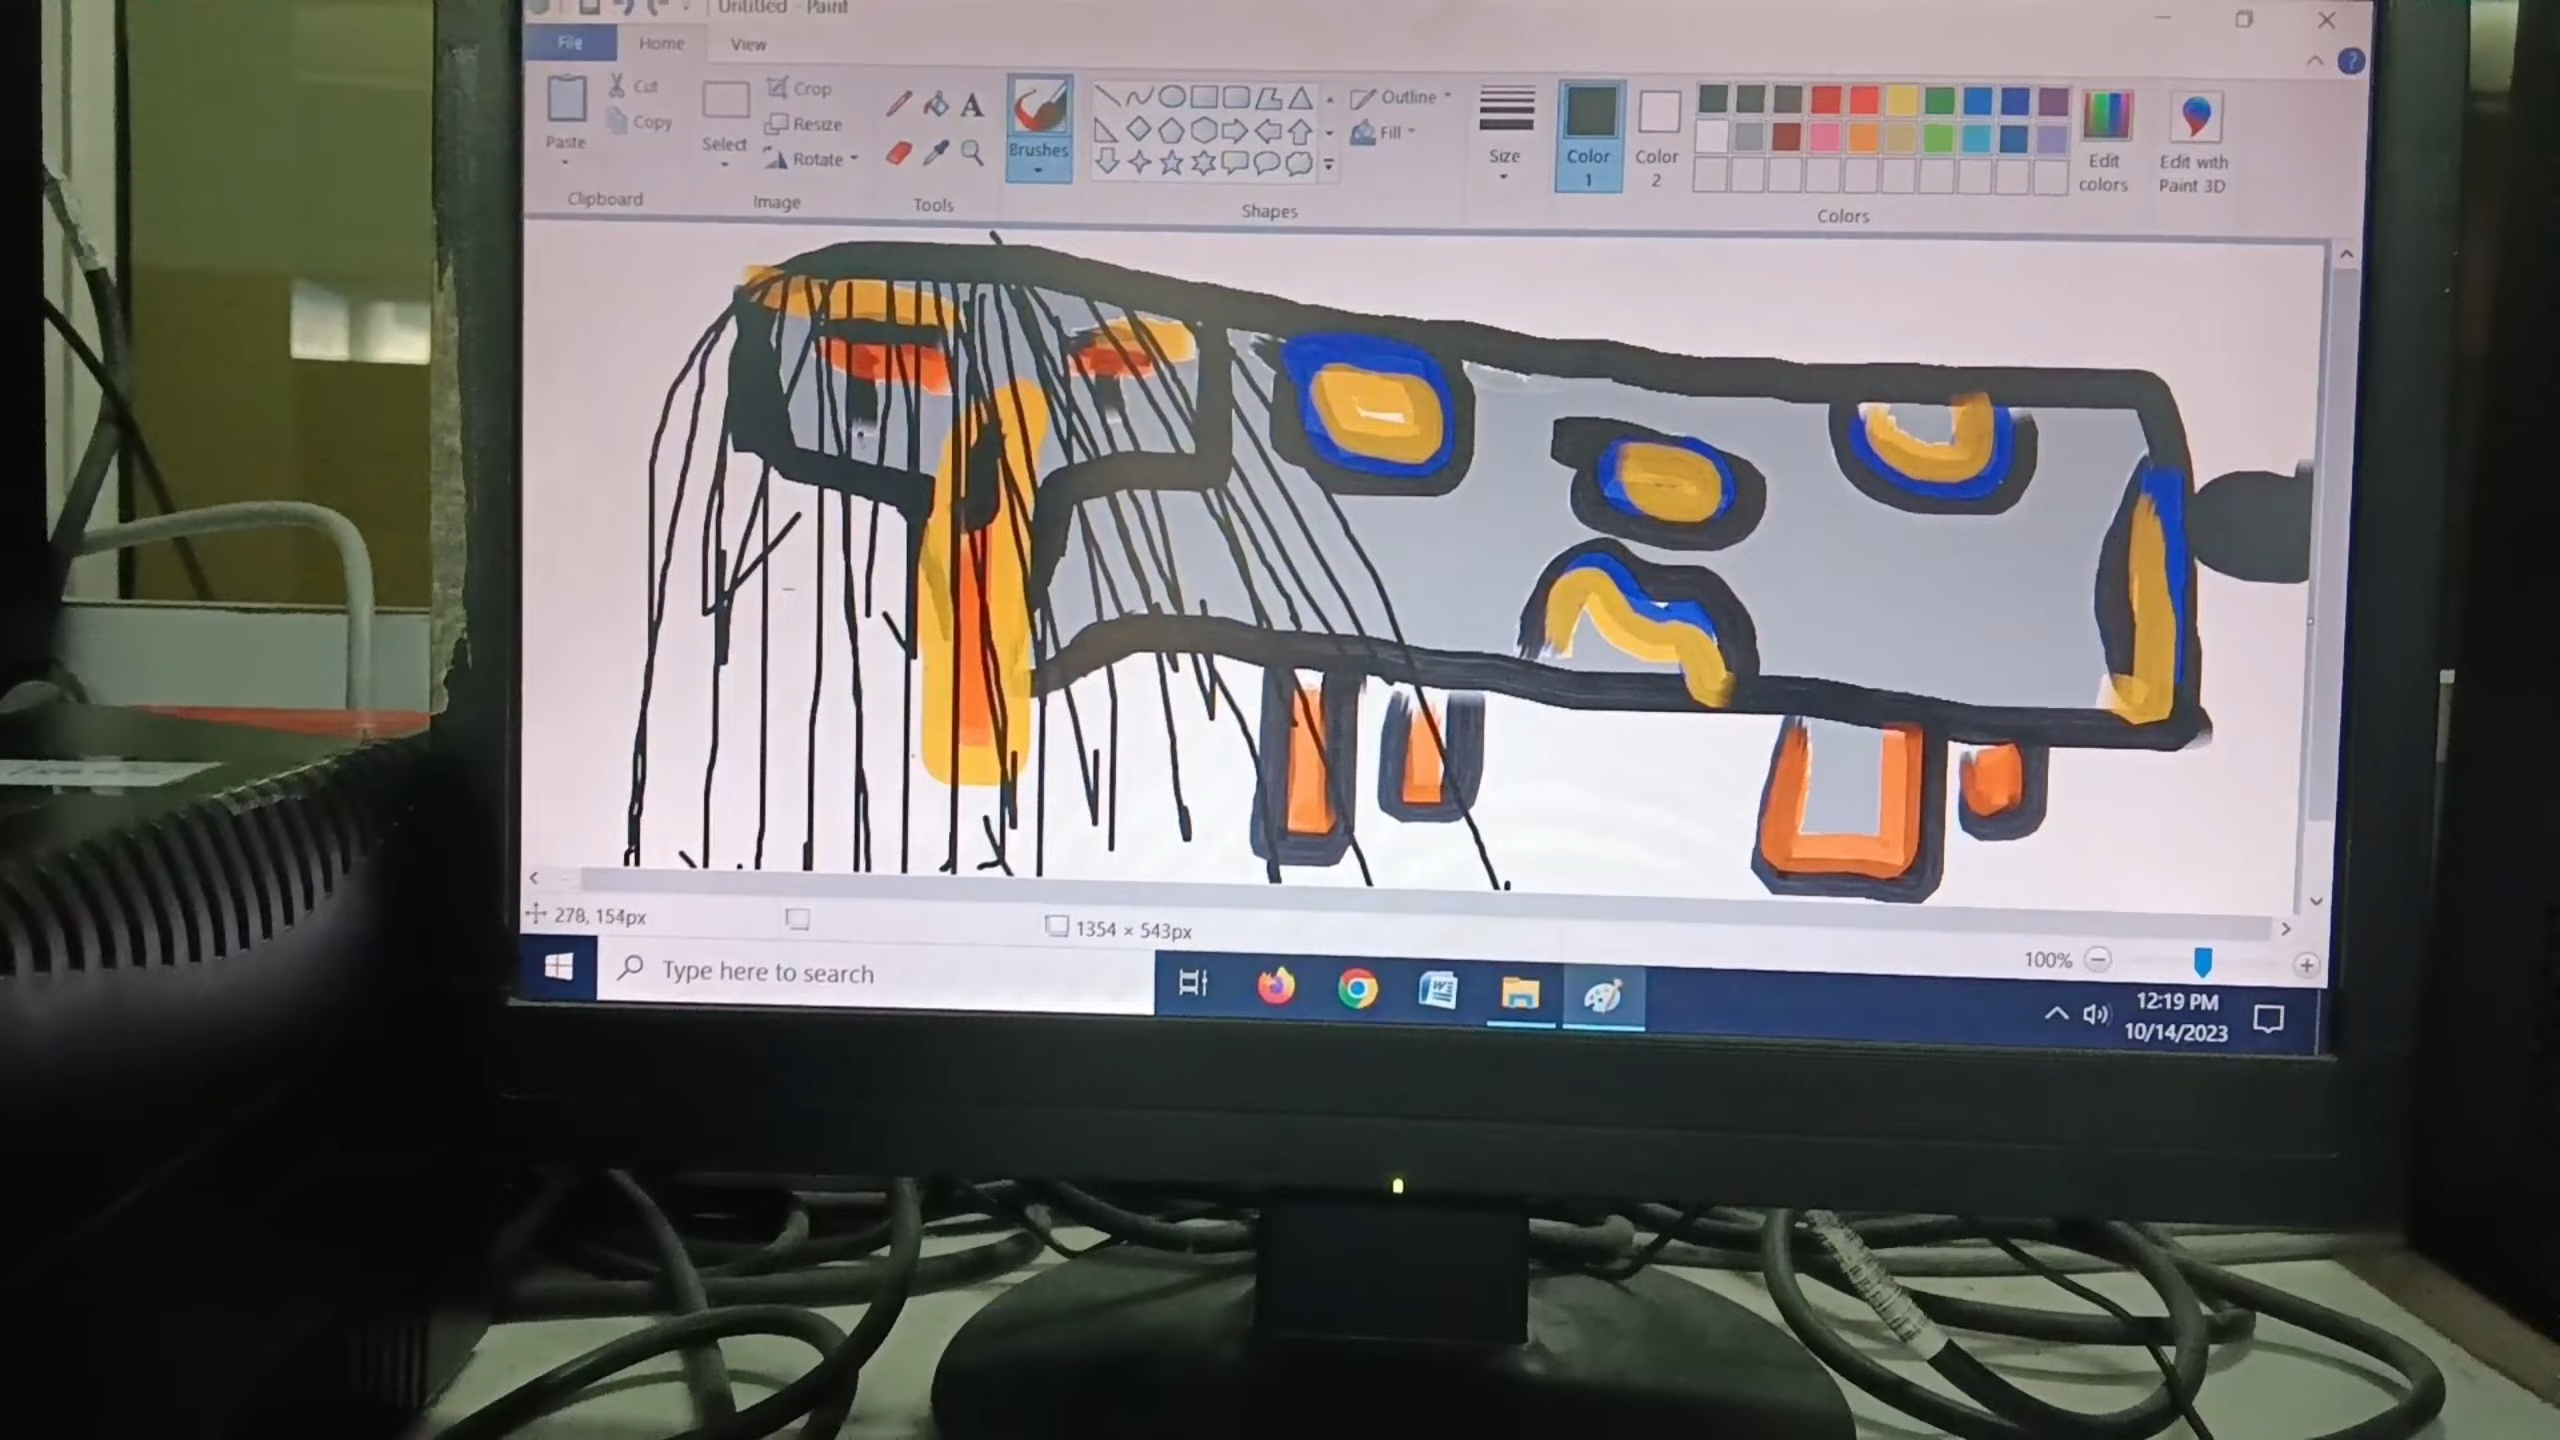 Untitled - Paint
File Home View
Paste
Cut
Copy
Clipboard
Select
Crop
Resize
Rotate
Image
A
Tools
Brushes
Shapes
Outline
Fill
Size
Color 1
Color 2
Colors
Edit colors
Edit with Paint 3D
278, 154px
1354 × 543px
100%
Type here to search
W
12:19 PM
10/14/2023